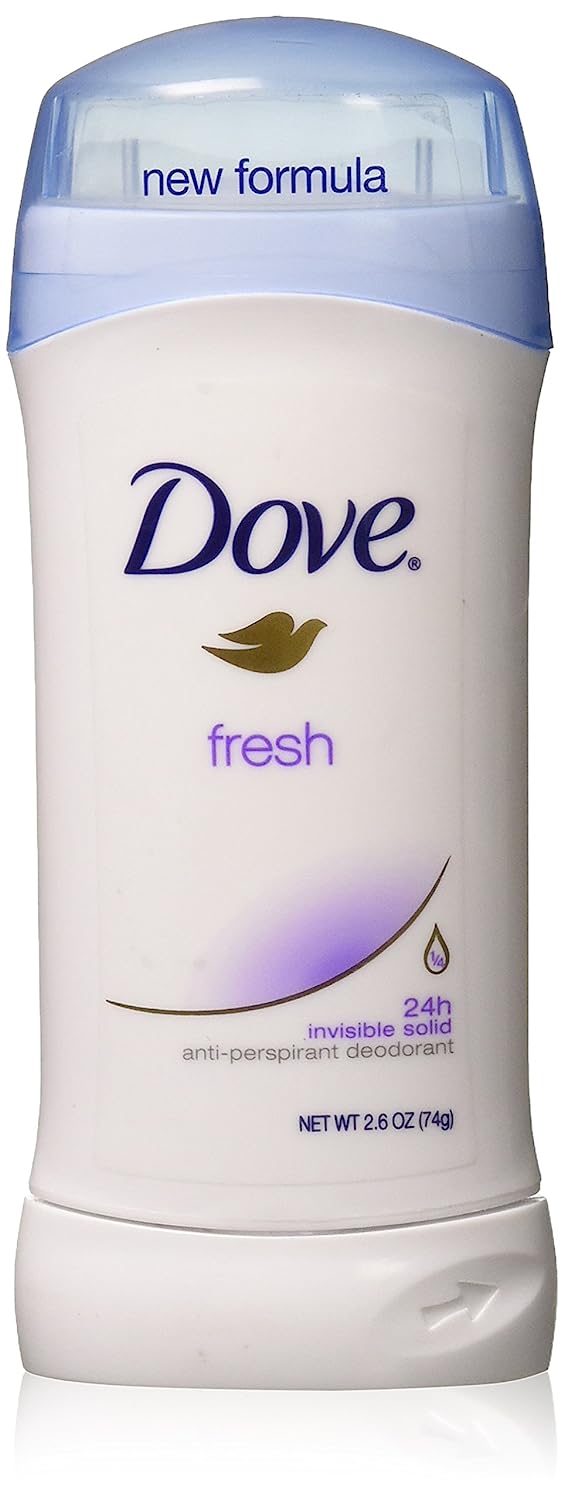 new formula
Dove®
fresh
1/4
24h
invisible solid
anti-perspirant deodorant
NET WT 2.6 OZ (74g)